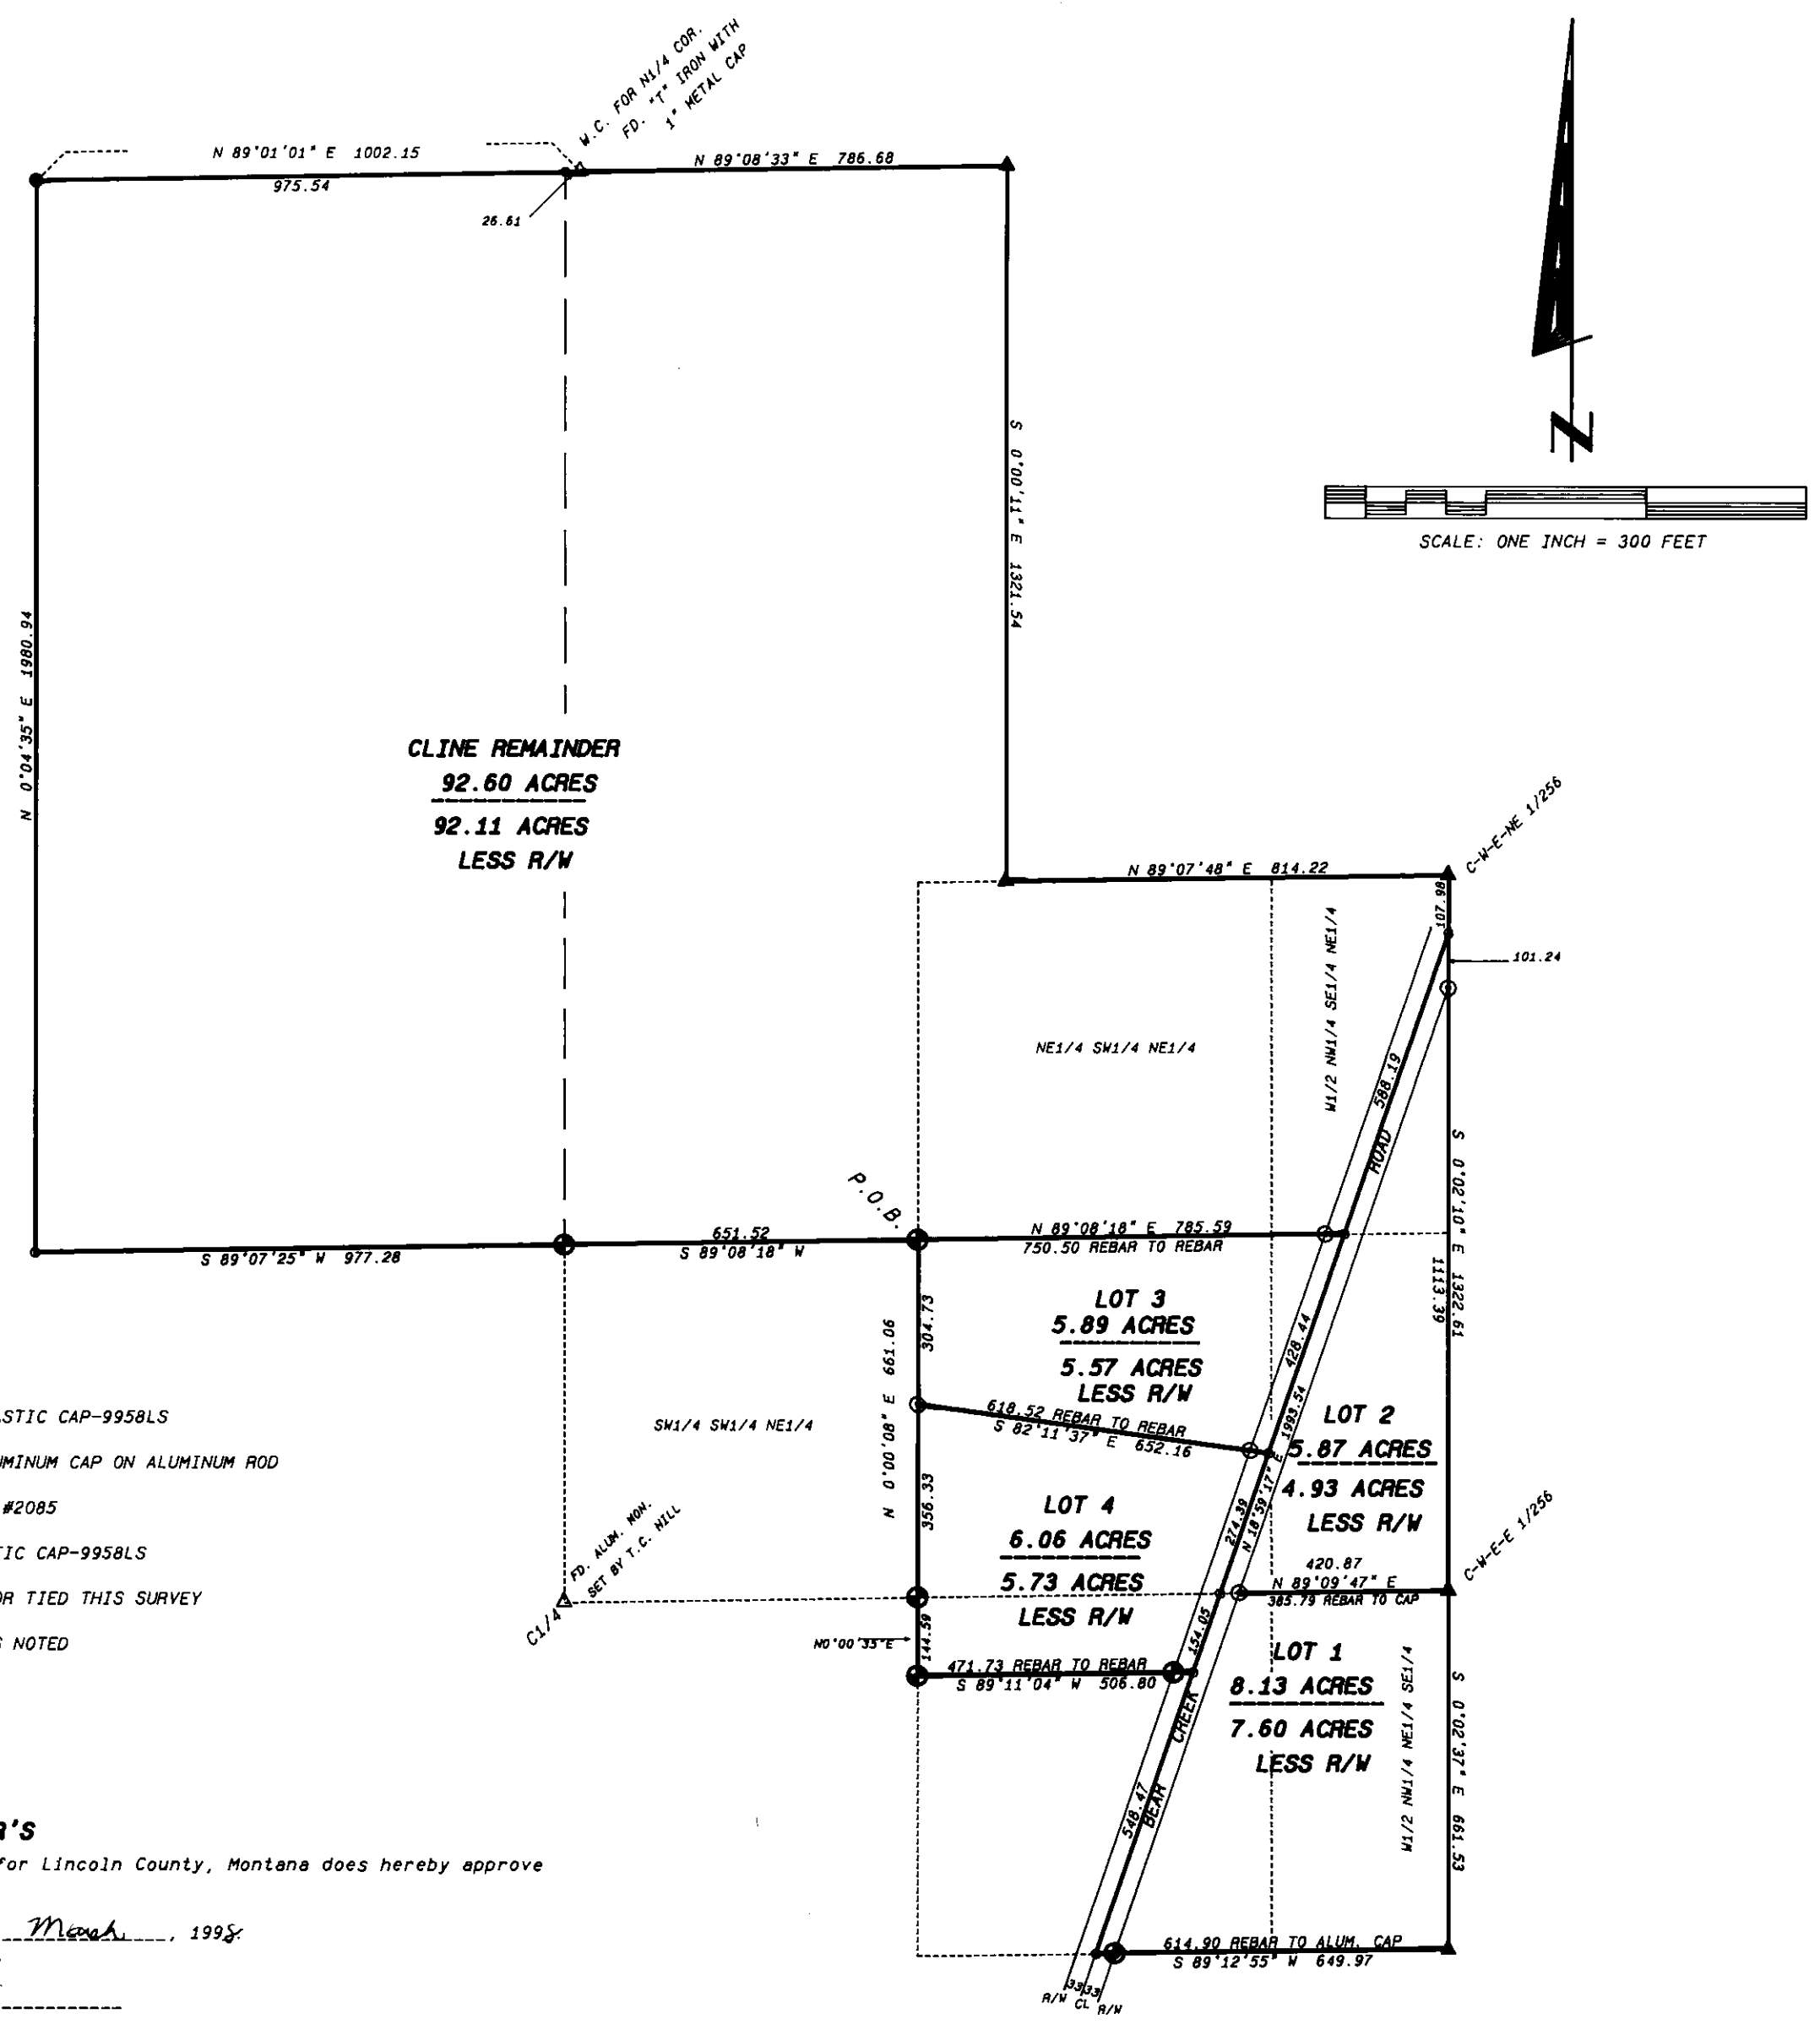 W.C. FOR N1/4 COR.
FD. "T" IRON WITH
1" METAL CAP
N 89°01'01" E 1002.15
975.54
26.61
N 89°08'33" E 786.68
S 0°00'11" E 1321.54
N 0°04'35" E 1980.94
N
SCALE: ONE INCH = 300 FEET
CLINE REMAINDER
92.60 ACRES
92.11 ACRES
LESS R/W
C-W-E-NE 1/256
N 89°07'48" E 814.22
107.98
101.24
W1/2 NW1/4 SE1/4 NE1/4
NE1/4 SW1/4 NE1/4
588.19
ROAD
S 0°02'10" E 1322.61
1113.39
P.O.B.
651.52
S 89°08'18" W
S 89°07'25" W 977.28
N 89°08'18" E 785.59
750.50 REBAR TO REBAR
LOT 3
5.89 ACRES
5.57 ACRES
LESS R/W
304.73
N 0°00'08" E 661.06
428.44
N 18°59'17" E 1993.54
618.52 REBAR TO REBAR
S 82°11'37" E 652.16
SW1/4 SW1/4 NE1/4
LOT 2
5.87 ACRES
4.93 ACRES
LESS R/W
356.33
274.39
LOT 4
6.06 ACRES
5.73 ACRES
LESS R/W
C-W-E-E 1/256
420.87
N 89°09'47" E
385.79 REBAR TO CAP
FD. ALUM. MON.
SET BY T.C. HILL
C1/4
N0°00'35"E
144.59
154.05
471.73 REBAR TO REBAR
S 89°11'04" W 506.80
LOT 1
8.13 ACRES
7.60 ACRES
LESS R/W
W1/2 NW1/4 NE1/4 SE1/4
S 0°02'37" E 661.53
548.47
BEAR CREEK
614.90 REBAR TO ALUM. CAP
S 89°12'55" W 649.97
33 33
R/W CL R/W
STIC CAP-9958LS
MINUM CAP ON ALUMINUM ROD
#2085
TIC CAP-9958LS
OR TIED THIS SURVEY
S NOTED
R'S
for Lincoln County, Montana does hereby approve
March, 1998